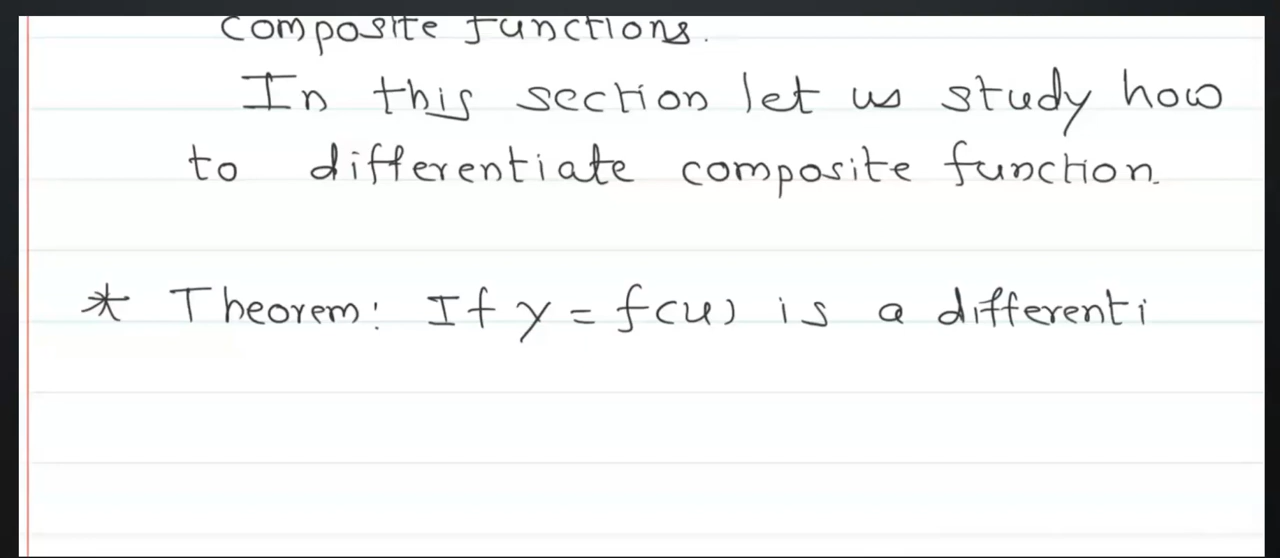 composite functions.
In this section let us study how
to differentiate composite function.
* Theorem: If y = f(u) is a differenti